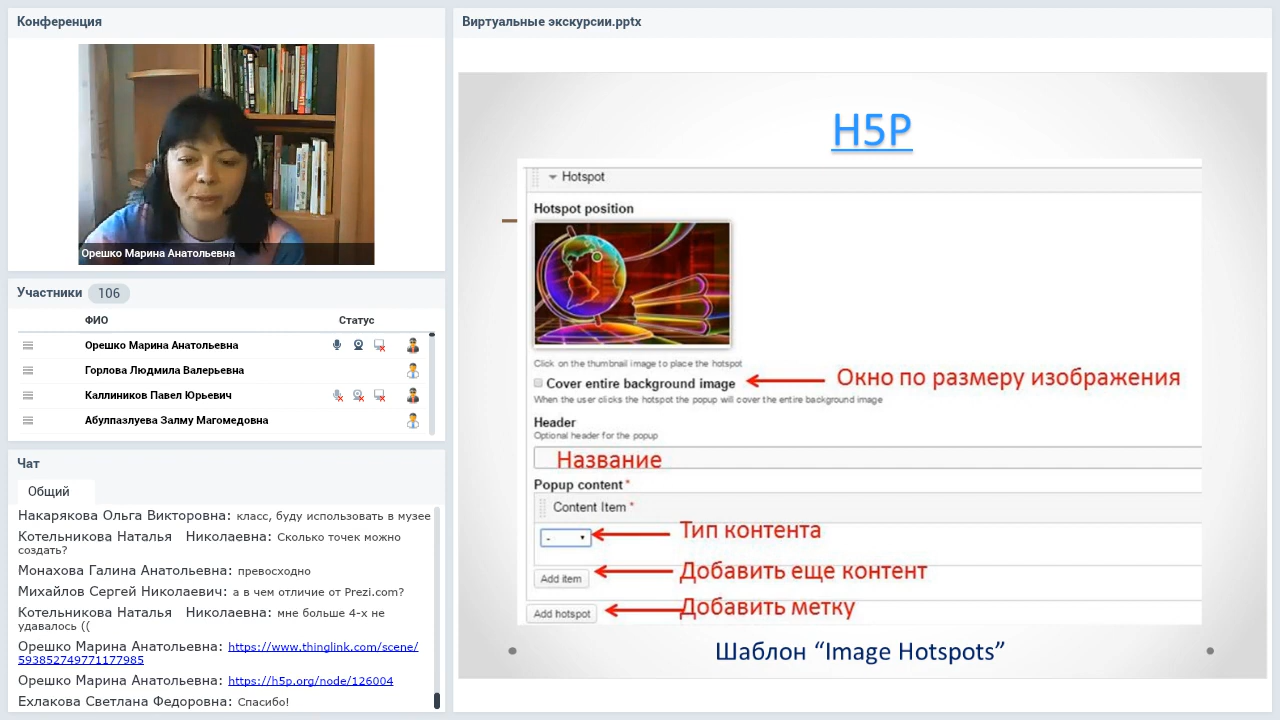 Конференция
Орешко Марина Анатольевна
Участники 106
ФИО Статус
Орешко Марина Анатольевна
Горлова Людмила Валерьевна
Каллиников Павел Юрьевич
Абулпазлуева Залму Магомедовна
Чат
Общий
Накарякова Ольга Викторовна: класс, буду использовать в музее
Котельникова Наталья Николаевна: Сколько точек можно
создать?
Монахова Галина Анатольевна: превосходно
Михайлов Сергей Николаевич: а в чем отличие от Prezi.com?
Котельникова Наталья Николаевна: мне больше 4-х не
удавалось ((
Орешко Марина Анатольевна: https://www.thinglink.com/scene/
593852749771177985
Орешко Марина Анатольевна: https://h5p.org/node/126004
Ехлакова Светлана Федоровна: Спасибо!
Виртуальные экскурсии.pptx
H5P
Hotspot
Hotspot position
Click on the thumbnail image to place the hotspot
Cover entire background image Окно по размеру изображения
When the user clicks the hotspot the popup will cover the entire background image
Header
Optional header for the popup
Название
Popup content *
Content Item *
- Тип контента
Add item Добавить еще контент
Add hotspot Добавить метку
Шаблон “Image Hotspots”